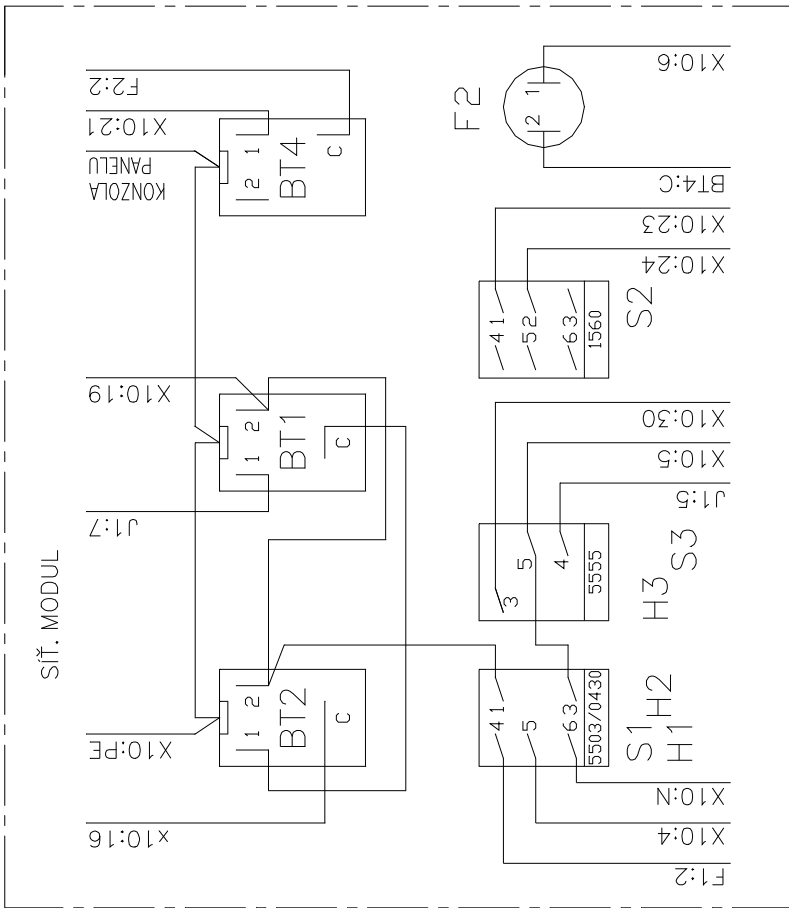 F2:2
X10:21
KONZOLA
PANELU
2 1
C
BT4
F2
2 1
X10:6
BT4:C
X10:23
X10:24
41
52
63
1560
S2
X10:19
1 2
C
BT1
J1:7
X10:30
X10:5
J1:5
3
5
4
5555
H3
S3
SÍŤ. MODUL
X10:PE
1 2
C
BT2
x10:16
41
5
63
5503/0430
S1
H1
H2
X10:N
X10:4
F1:2